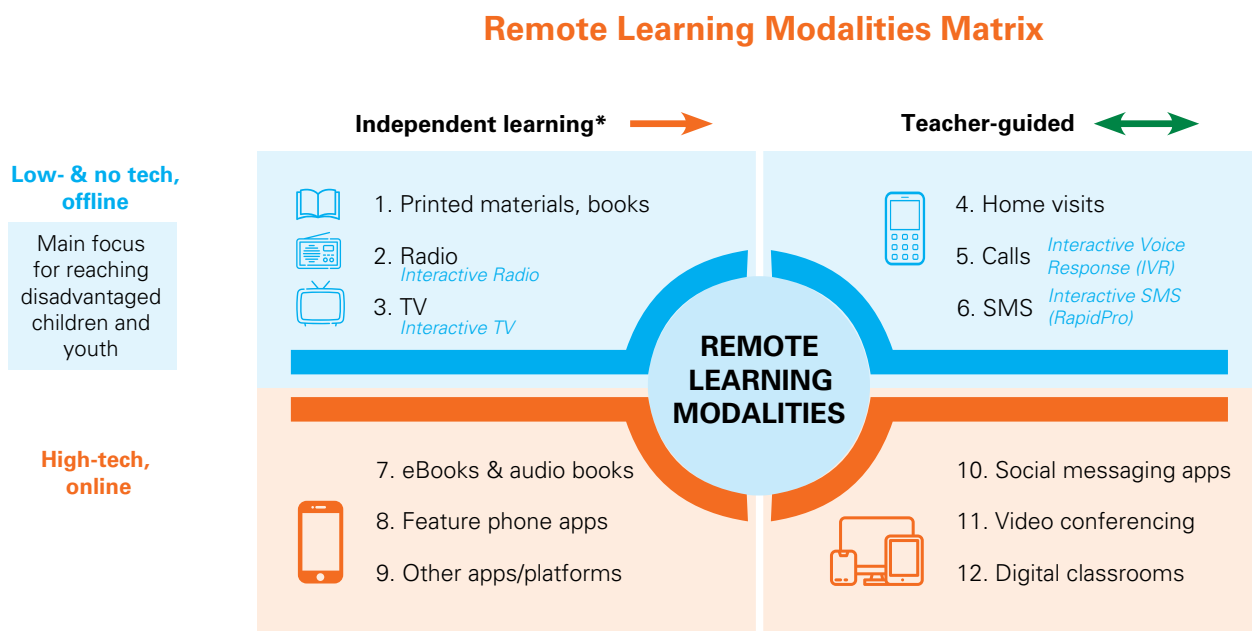 Remote Learning Modalities Matrix
Independent learning*
Teacher-guided
Low- & no tech,
offline
Main focus
for reaching
disadvantaged
children and
youth
1. Printed materials, books
2. Radio
Interactive Radio
3. TV
Interactive TV
4. Home visits
5. Calls
Interactive Voice
Response (IVR)
6. SMS
Interactive SMS
(RapidPro)
REMOTE
LEARNING
MODALITIES
High-tech,
online
7. eBooks & audio books
8. Feature phone apps
9. Other apps/platforms
10. Social messaging apps
11. Video conferencing
12. Digital classrooms